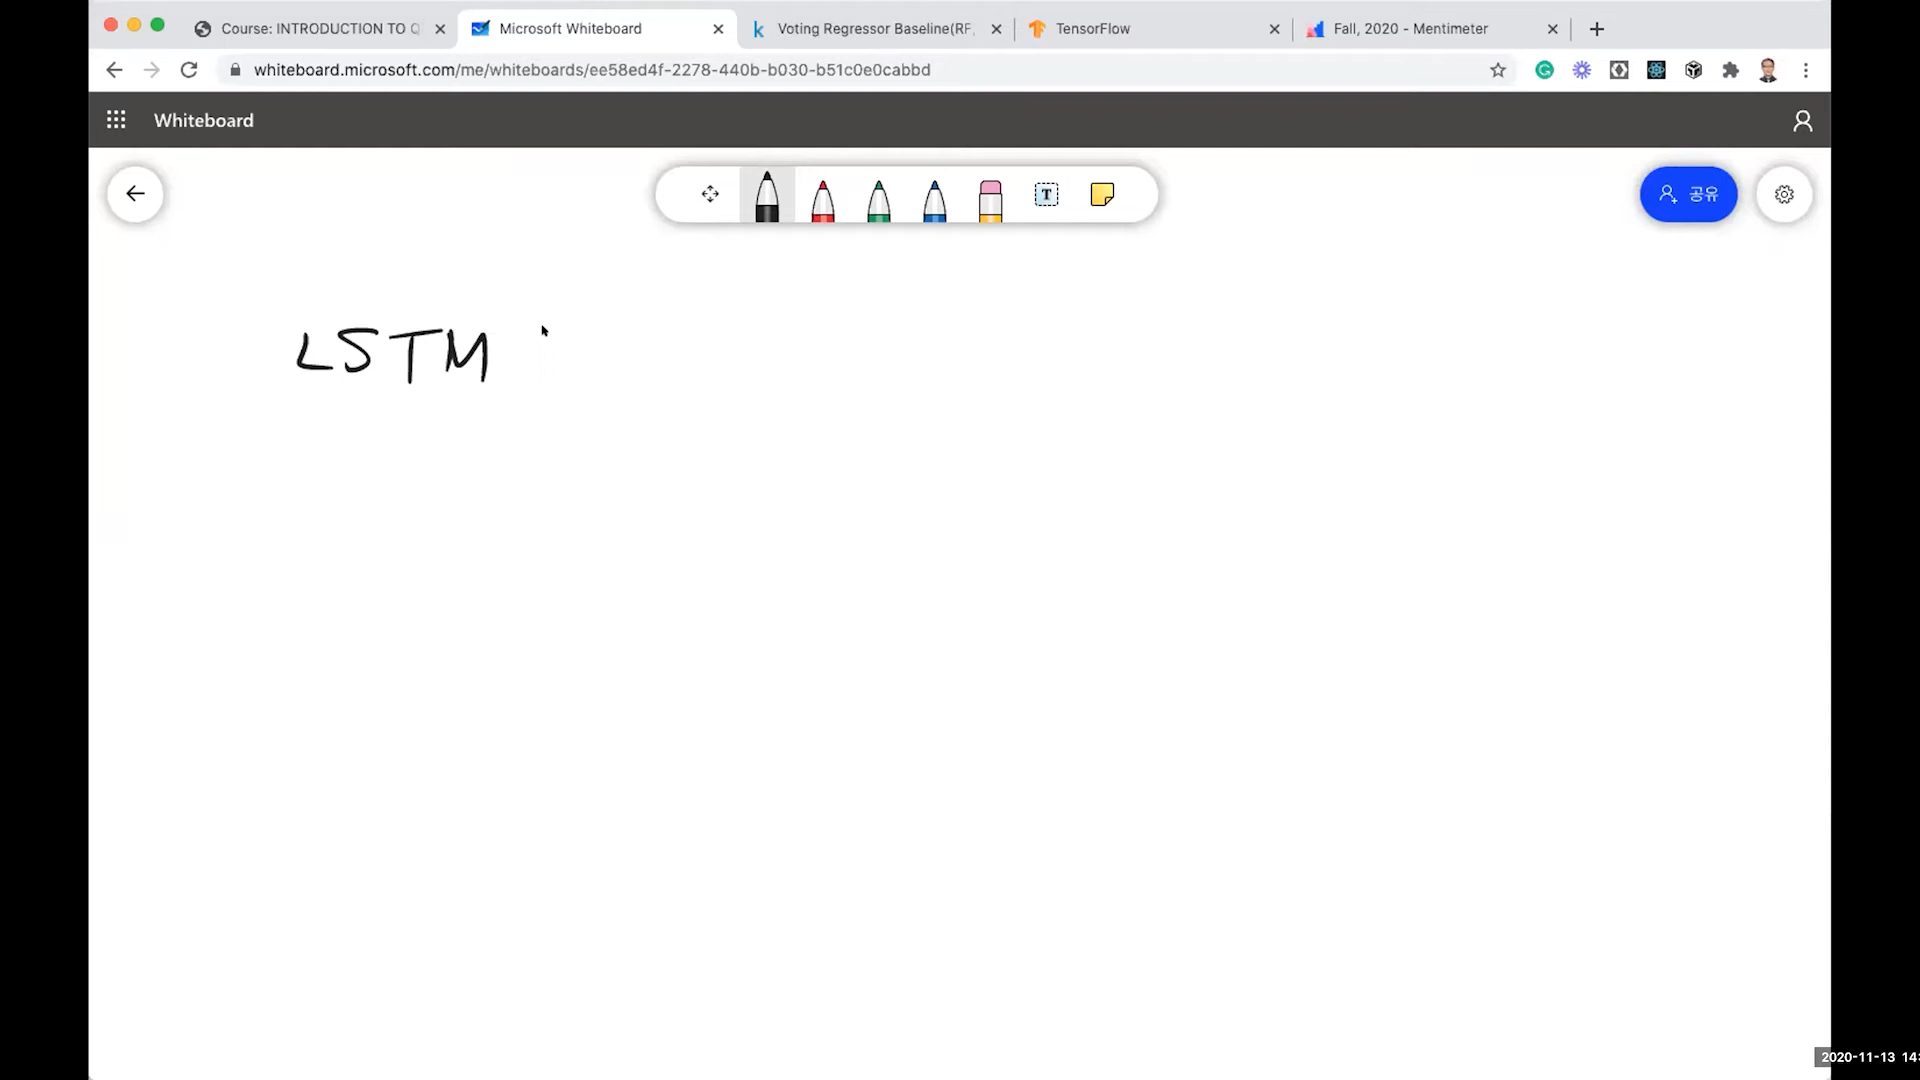 Course: INTRODUCTION TO Q
Microsoft Whiteboard
Voting Regressor Baseline(RF,
TensorFlow
Fall, 2020 - Mentimeter
whiteboard.microsoft.com/me/whiteboards/ee58ed4f-2278-440b-b030-b51c0e0cabbd
Whiteboard
T
공유
LSTM
2020-11-13 14: